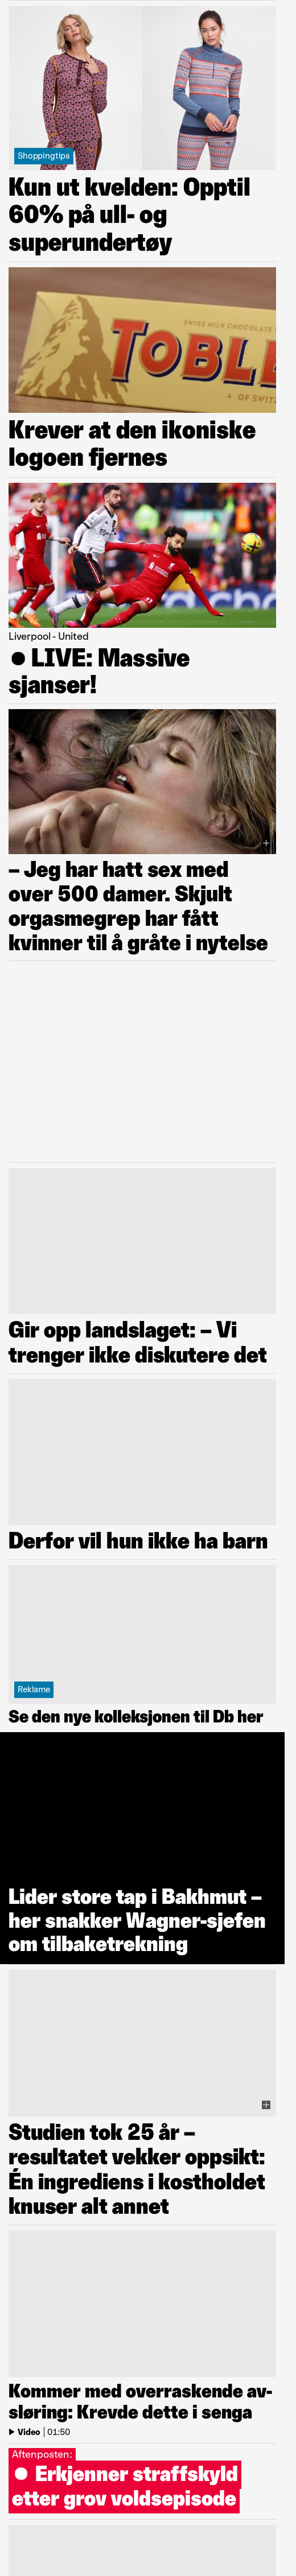 Shoppingtips
Kun ut kvelden: Opptil
60% på ull- og
superundertøy
SWISS MILK CHOCOLATE
TOBLE
OF SWITZ
Krever at den ikoniske
logoen fjernes
Liverpool - United
● LIVE: Massive
sjanser!
– Jeg har hatt sex med
over 500 damer. Skjult
orgasmegrep har fått
kvinner til å gråte i nytelse
Gir opp landslaget: – Vi
trenger ikke diskutere det
Derfor vil hun ikke ha barn
Reklame
Se den nye kolleksjonen til Db her
Lider store tap i Bakhmut –
her snakker Wagner-sjefen
om tilbaketrekning
Studien tok 25 år –
resultatet vekker oppsikt:
Én ingrediens i kostholdet
knuser alt annet
Kommer med overraskende av-
sløring: Krevde dette i senga
Video | 01:50
Aftenposten:
● Erkjenner straffskyld
etter grov voldsepisode